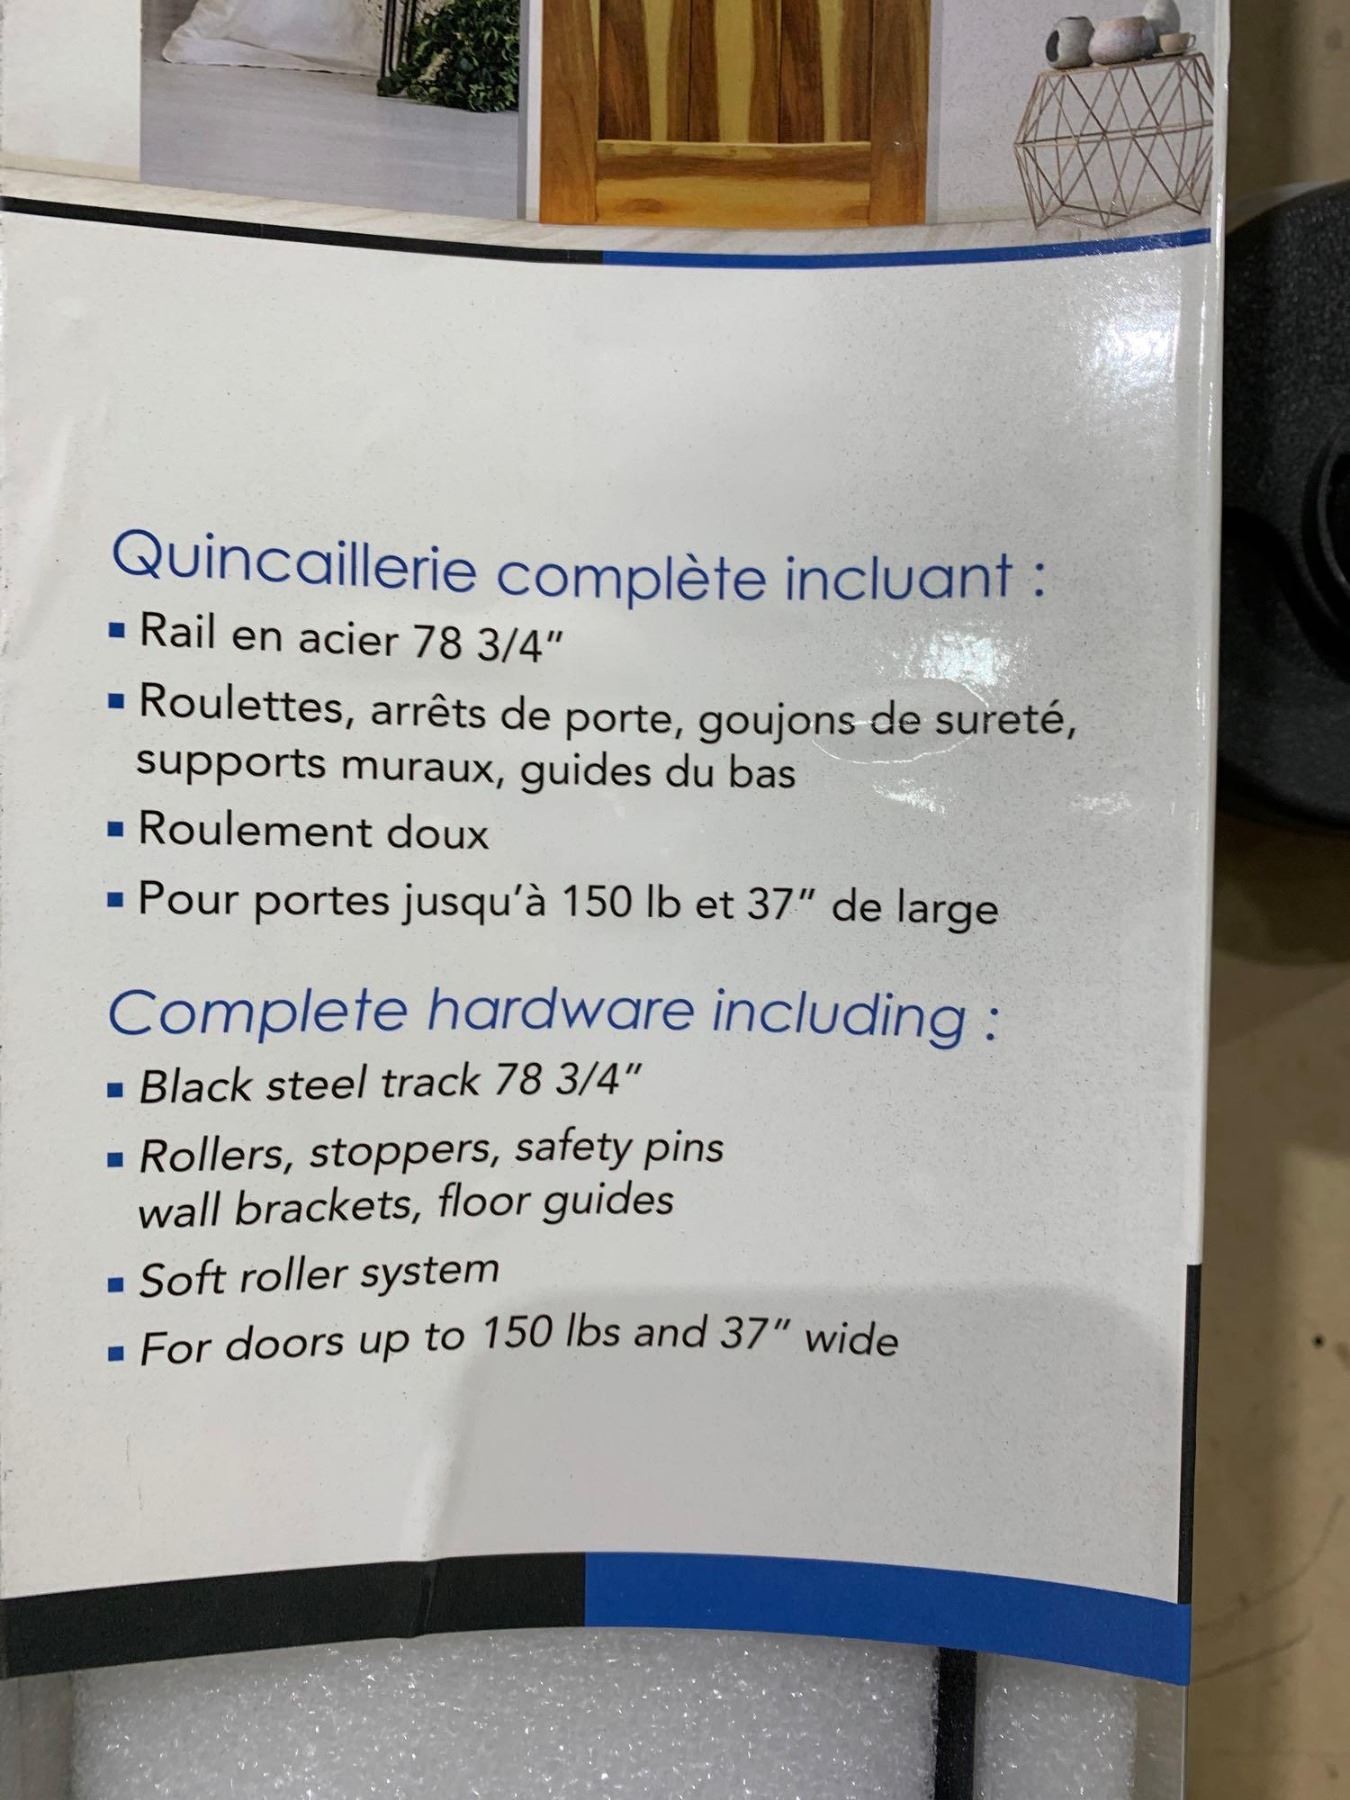 Quincaillerie complète incluant :
▪ Rail en acier 78 3/4"
▪ Roulettes, arrêts de porte, goujons de sureté,
supports muraux, guides du bas
▪ Roulement doux
▪ Pour portes jusqu'à 150 lb et 37" de large
Complete hardware including :
▪ Black steel track 78 3/4"
▪ Rollers, stoppers, safety pins
wall brackets, floor guides
▪ Soft roller system
▪ For doors up to 150 lbs and 37" wide